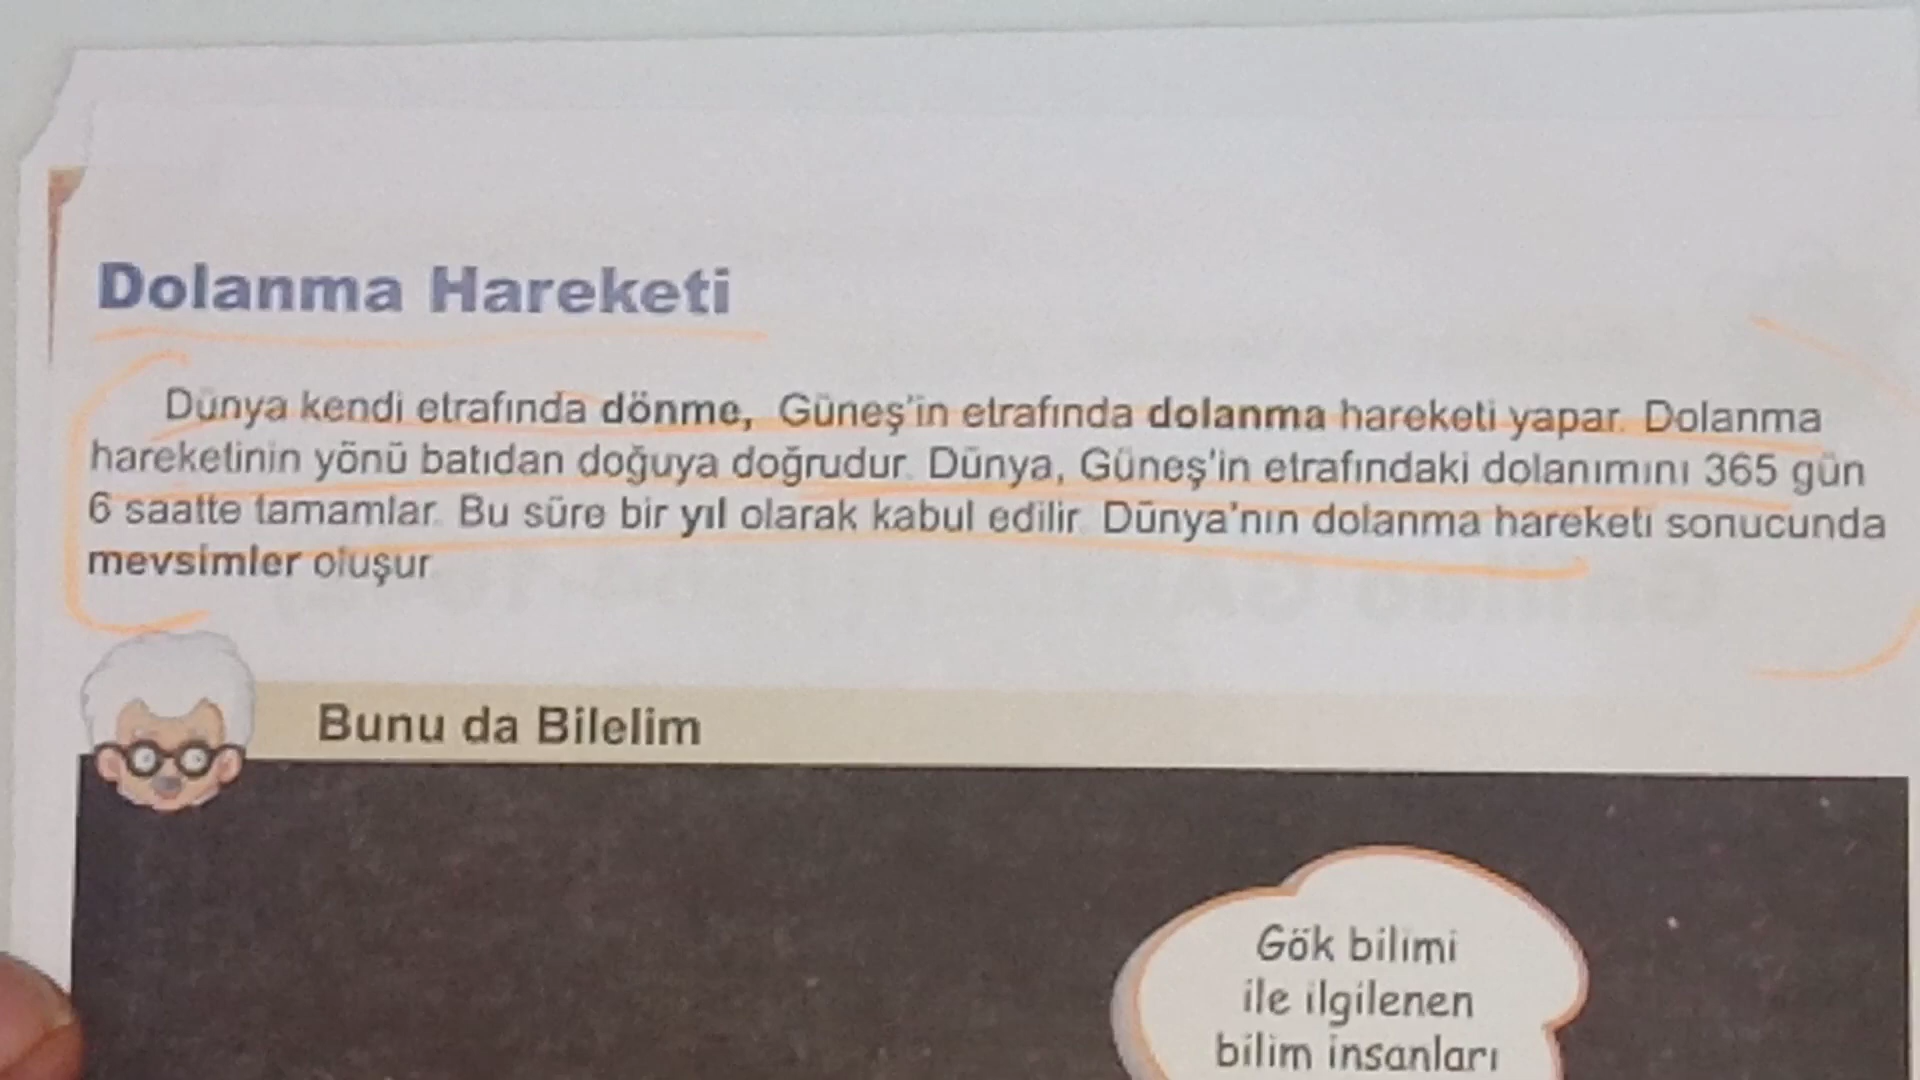 Dolanma Hareketi
Dünya kendi etrafında dönme, Güneş'in etrafında dolanma hareketi yapar. Dolanma
hareketinin yönü batıdan doğuya doğrudur. Dünya, Güneş'in etrafındaki dolanımını 365 gün
6 saatte tamamlar. Bu süre bir yıl olarak kabul edilir. Dünya'nın dolanma hareketi sonucunda
mevsimler oluşur
Bunu da Bilelim
Gök bilimi
ile ilgilenen
bilim insanları